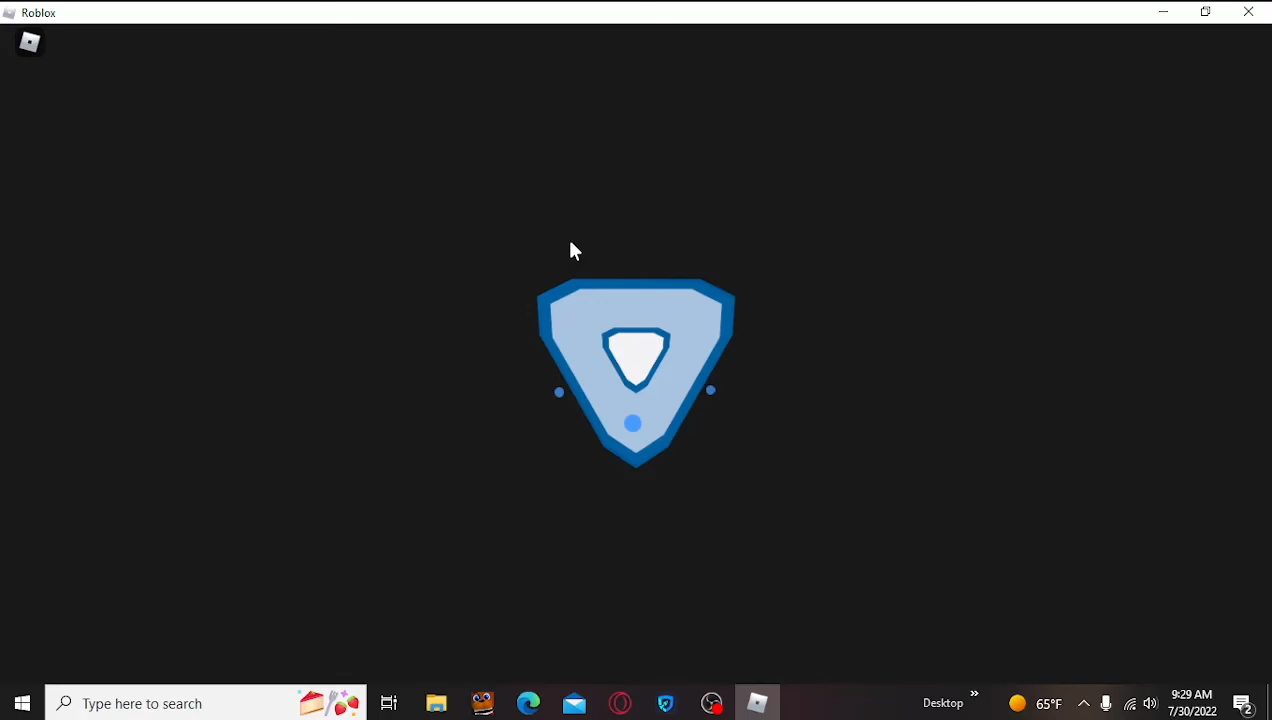 Roblox
Type here to search
Desktop
65°F
9:29 AM
7/30/2022
2